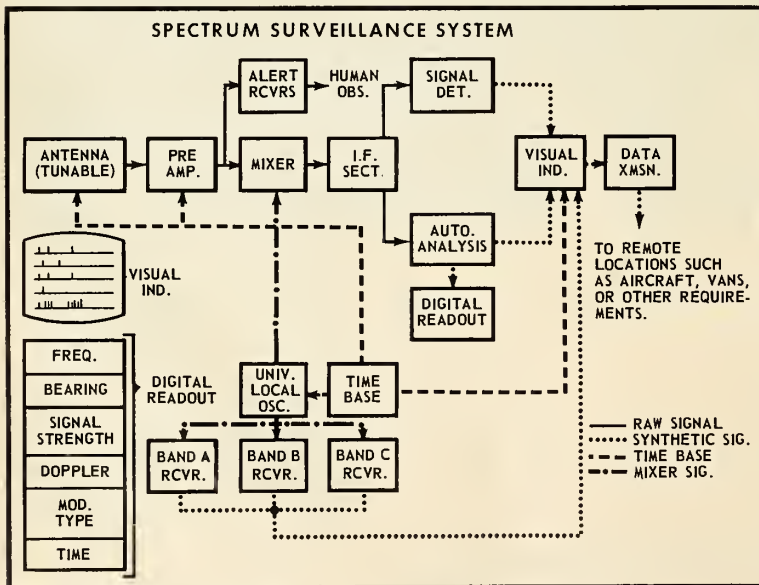 SPECTRUM SURVEILLANCE SYSTEM
ALERT
RCVRS
HUMAN
OBS.
SIGNAL
DET.
ANTENNA
(TUNABLE)
PRE
AMP.
MIXER
I.F.
SECT.
VISUAL
IND.
DATA
XMSN.
AUTO.
ANALYSIS
TO REMOTE
LOCATIONS SUCH
AS AIRCRAFT, VANS,
OR OTHER REQUIRE-
MENTS.
VISUAL
IND.
DIGITAL
READOUT
FREQ.
BEARING
SIGNAL
STRENGTH
DOPPLER
MOD.
TYPE
TIME
DIGITAL
READOUT
UNIV.
LOCAL
OSC.
TIME
BASE
BAND A
RCVR.
BAND B
RCVR.
BAND C
RCVR.
RAW SIGNAL
SYNTHETIC SIG.
TIME BASE
MIXER SIG.